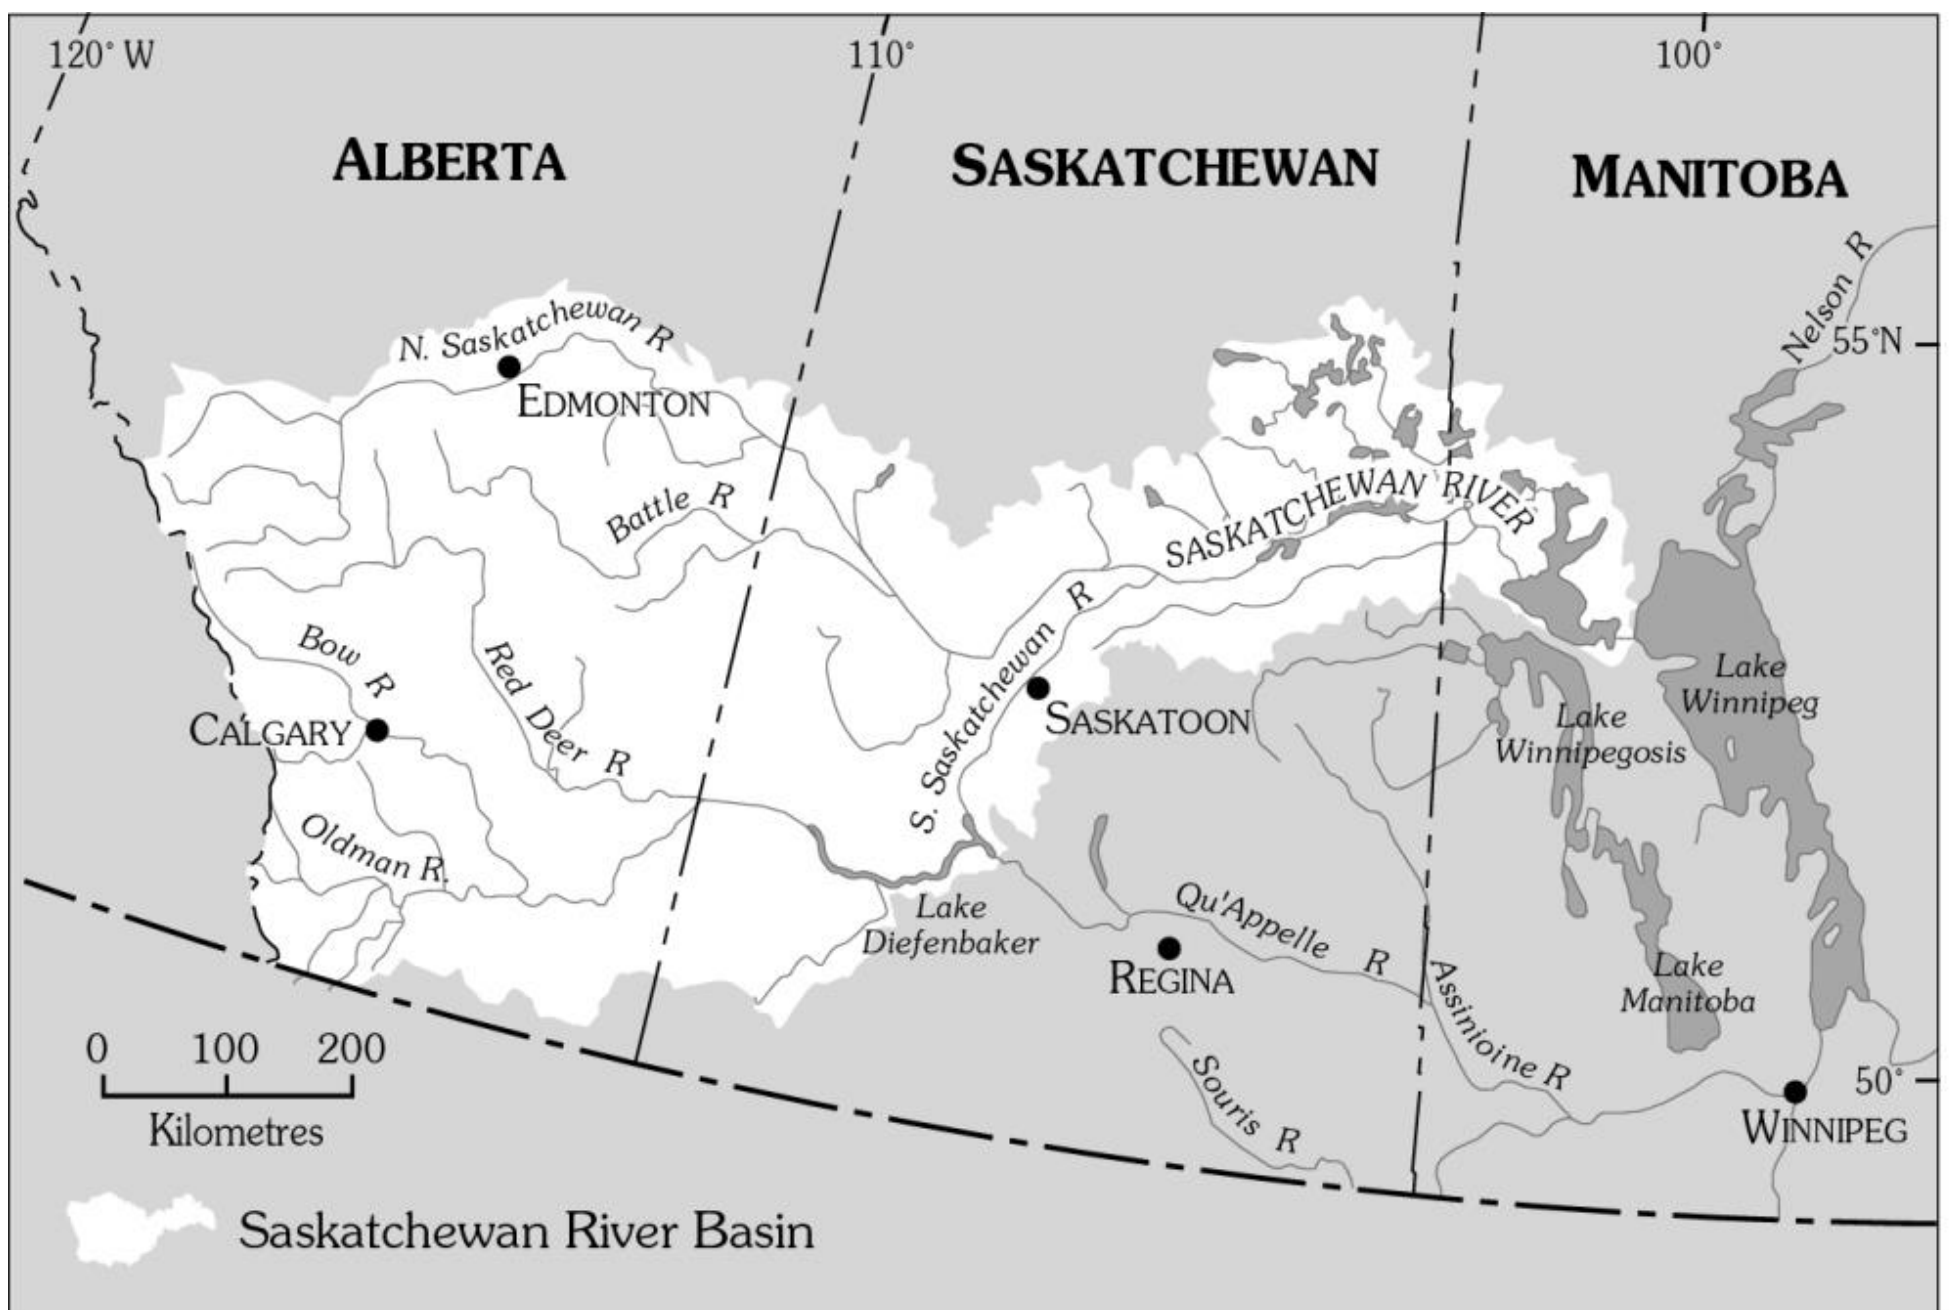 120° W
110°
100°
ALBERTA
SASKATCHEWAN
MANITOBA
Nelson R
55°N
N. Saskatchewan R
EDMONTON
Battle R
SASKATCHEWAN RIVER
Bow R
Red Deer R
S. Saskatchewan R
CALGARY
SASKATOON
Lake
Winnipeg
Lake
Winnipegosis
Oldman R.
Lake
Diefenbaker
Qu'Appelle R
REGINA
Assinioine R
Lake
Manitoba
Souris R
50°
WINNIPEG
0 100 200
Kilometres
Saskatchewan River Basin